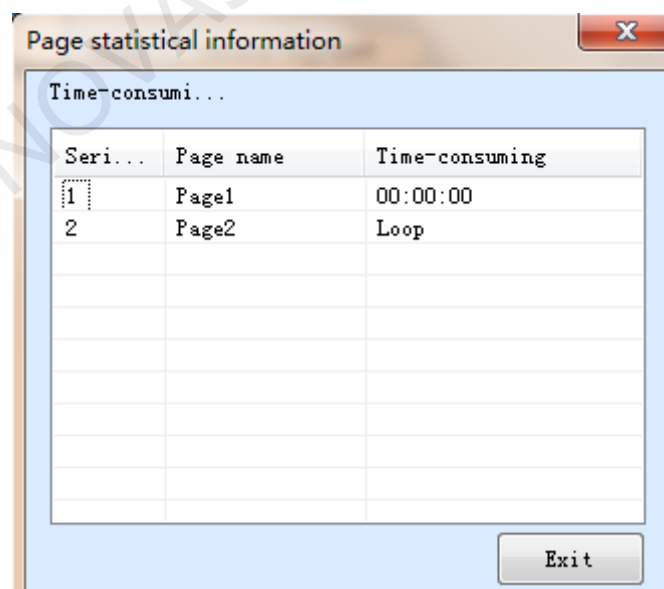 Page statistical information
Time-consumi...
Seri... Page name Time-consuming
1 Page1 00:00:00
2 Page2 Loop
Exit
NOVAS